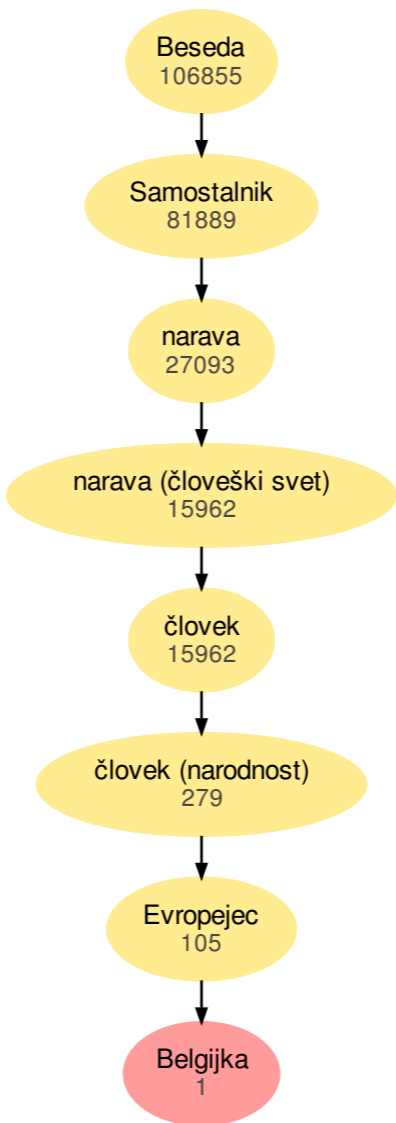 Beseda
106855
Samostalnik
81889
narava
27093
narava (človeški svet)
15962
človek
15962
človek (narodnost)
279
Evropejec
105
Belgijka
1